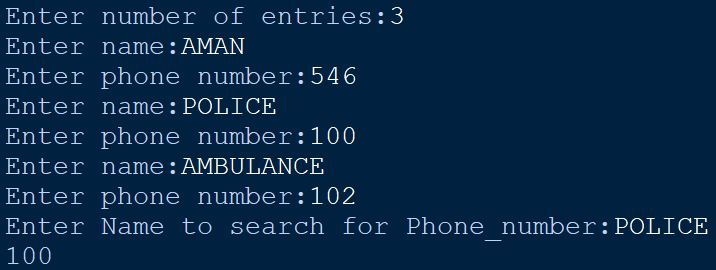 Enter number of entries:3
Enter name:AMAN
Enter phone number:546
Enter name:POLICE
Enter phone number:100
Enter name:AMBULANCE
Enter phone number:102
Enter Name to search for Phone_number:POLICE
100